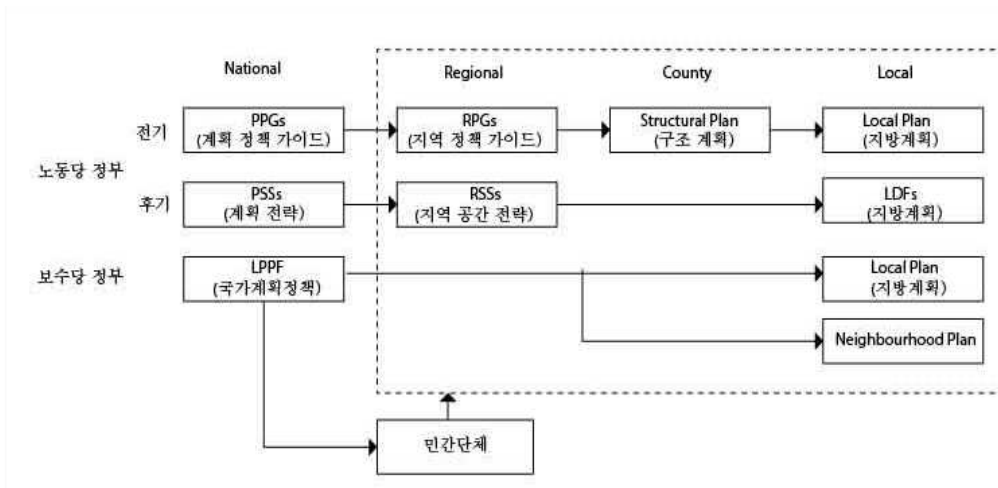 National
Regional
County
Local
전기
PPGs
(계획 정책 가이드)
RPGs
(지역 정책 가이드)
Structural Plan
(구조 계획)
Local Plan
(지방계획)
노동당 정부
후기
PSSs
(계획 전략)
RSSs
(지역 공간 전략)
LDFs
(지방계획)
보수당 정부
LPPF
(국가계획정책)
Local Plan
(지방계획)
Neighbourhood Plan
민간단체